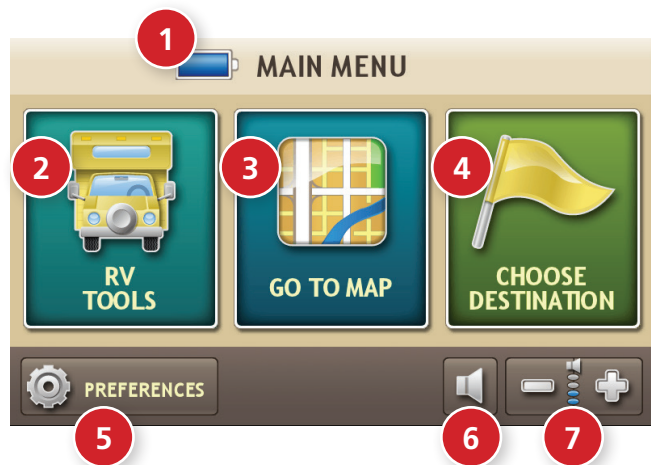 1
MAIN MENU
2
3
4
RV
TOOLS
GO TO MAP
CHOOSE
DESTINATION
PREFERENCES
5
6
7